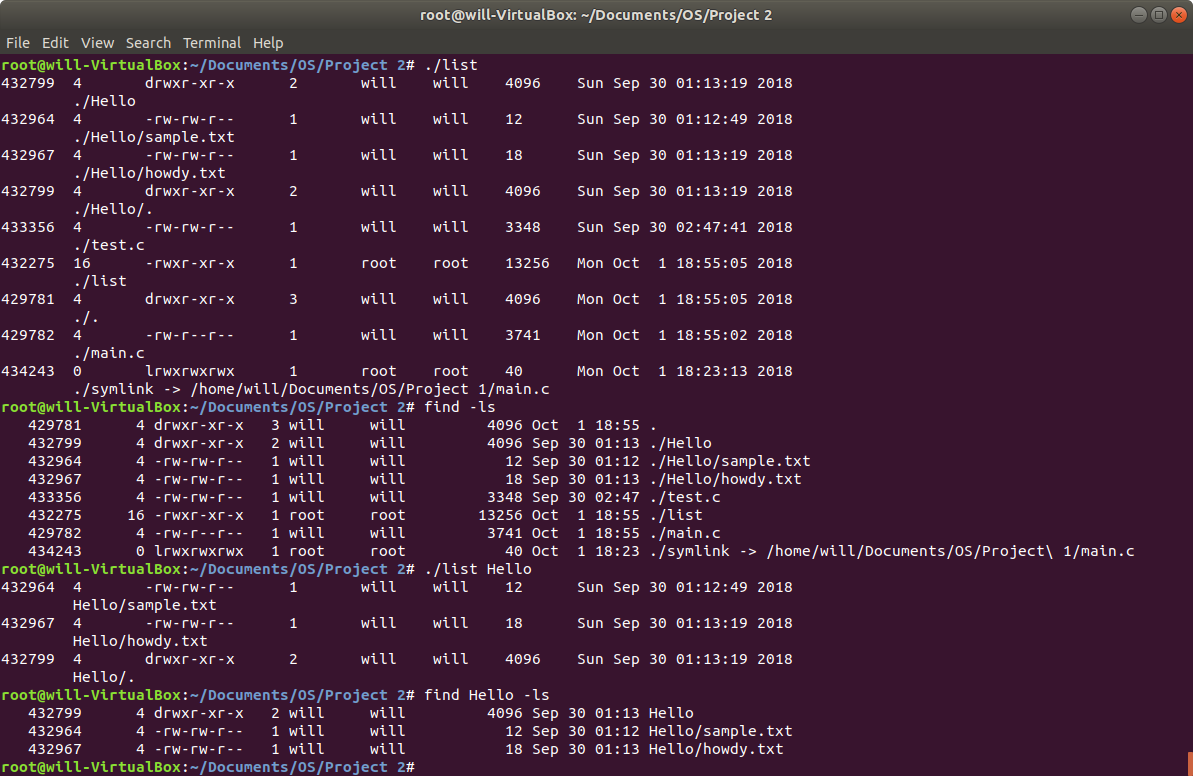 root@will-VirtualBox: ~/Documents/OS/Project 2
File Edit View Search Terminal Help
root@will-VirtualBox:~/Documents/OS/Project 2# ./list
432799  4       drwxr-xr-x      2       will    will    4096    Sun Sep 30 01:13:19 2018
        ./Hello
432964  4       -rw-rw-r--      1       will    will    12      Sun Sep 30 01:12:49 2018
        ./Hello/sample.txt
432967  4       -rw-rw-r--      1       will    will    18      Sun Sep 30 01:13:19 2018
        ./Hello/howdy.txt
432799  4       drwxr-xr-x      2       will    will    4096    Sun Sep 30 01:13:19 2018
        ./Hello/.
433356  4       -rw-rw-r--      1       will    will    3348    Sun Sep 30 02:47:41 2018
        ./test.c
432275  16      -rwxr-xr-x      1       root    root    13256   Mon Oct  1 18:55:05 2018
        ./list
429781  4       drwxr-xr-x      3       will    will    4096    Mon Oct  1 18:55:05 2018
        ./.
429782  4       -rw-r--r--      1       will    will    3741    Mon Oct  1 18:55:02 2018
        ./main.c
434243  0       lrwxrwxrwx      1       root    root    40      Mon Oct  1 18:23:13 2018
        ./symlink -> /home/will/Documents/OS/Project 1/main.c
root@will-VirtualBox:~/Documents/OS/Project 2# find -ls
   429781      4 drwxr-xr-x   3 will     will         4096 Oct  1 18:55 .
   432799      4 drwxr-xr-x   2 will     will         4096 Sep 30 01:13 ./Hello
   432964      4 -rw-rw-r--   1 will     will           12 Sep 30 01:12 ./Hello/sample.txt
   432967      4 -rw-rw-r--   1 will     will           18 Sep 30 01:13 ./Hello/howdy.txt
   433356      4 -rw-rw-r--   1 will     will         3348 Sep 30 02:47 ./test.c
   432275     16 -rwxr-xr-x   1 root     root        13256 Oct  1 18:55 ./list
   429782      4 -rw-r--r--   1 will     will         3741 Oct  1 18:55 ./main.c
   434243      0 lrwxrwxrwx   1 root     root           40 Oct  1 18:23 ./symlink -> /home/will/Documents/OS/Project\ 1/main.c
root@will-VirtualBox:~/Documents/OS/Project 2# ./list Hello
432964  4       -rw-rw-r--      1       will    will    12      Sun Sep 30 01:12:49 2018
        Hello/sample.txt
432967  4       -rw-rw-r--      1       will    will    18      Sun Sep 30 01:13:19 2018
        Hello/howdy.txt
432799  4       drwxr-xr-x      2       will    will    4096    Sun Sep 30 01:13:19 2018
        Hello/.
root@will-VirtualBox:~/Documents/OS/Project 2# find Hello -ls
   432799      4 drwxr-xr-x   2 will     will         4096 Sep 30 01:13 Hello
   432964      4 -rw-rw-r--   1 will     will           12 Sep 30 01:12 Hello/sample.txt
   432967      4 -rw-rw-r--   1 will     will           18 Sep 30 01:13 Hello/howdy.txt
root@will-VirtualBox:~/Documents/OS/Project 2#